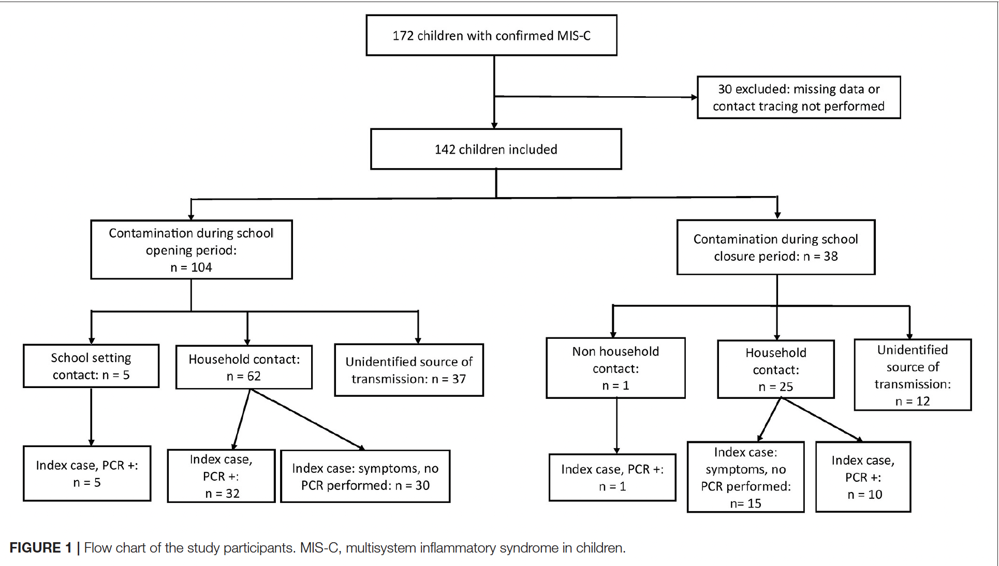 172 children with confirmed MIS-C
30 excluded: missing data or
contact tracing not performed
142 children included
Contamination during school
opening period:
n = 104
Contamination during school
closure period: n = 38
School setting
contact: n = 5
Household contact:
n = 62
Unidentified source of
transmission: n = 37
Non household
contact:
n = 1
Household
contact:
n = 25
Unidentified
source of
transmission:
n = 12
Index case, PCR +:
n = 5
Index case,
PCR +:
n = 32
Index case: symptoms, no
PCR performed: n = 30
Index case, PCR +:
n = 1
Index case:
symptoms, no
PCR performed:
n= 15
Index case,
PCR +:
n = 10
FIGURE 1 | Flow chart of the study participants. MIS-C, multisystem inflammatory syndrome in children.